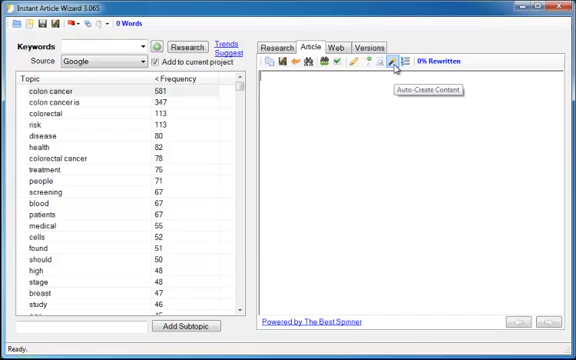 Instant Article Wizard 3.065
0 Words
Keywords
Research
Trends
Suggest
Source
Google
Add to current project
Topic
< Frequency
colon cancer 581
colon cancer is 347
colorectal 113
risk 113
disease 80
health 82
colorectal cancer 78
treatment 75
people 71
screening 67
blood 67
patients 67
medical 55
cells 52
found 51
should 50
high 48
stage 48
breast 47
study 46
Add Subtopic
Research Article Web Versions
0% Rewritten
Auto-Create Content
Powered by The Best Spinner
Ready.